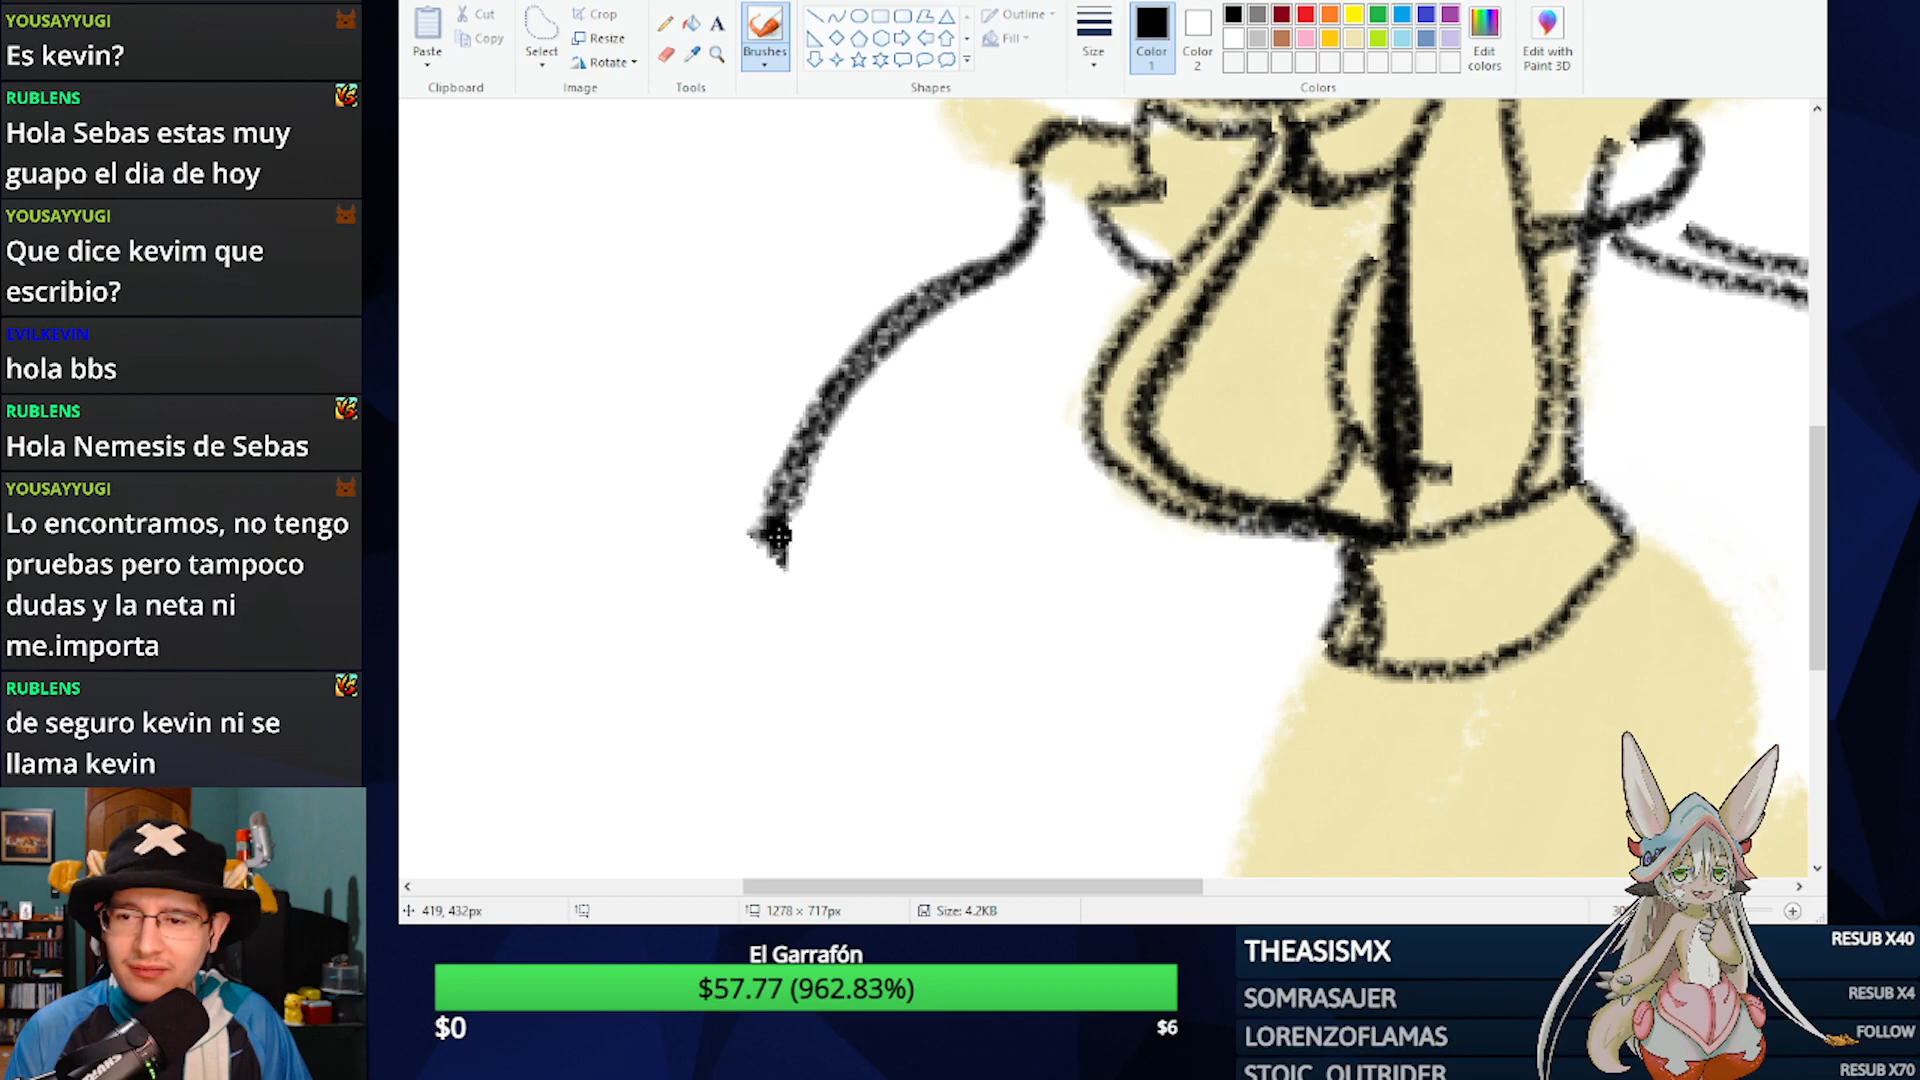 YOUSAYYUGI
Es kevin?
RUBLENS
Hola Sebas estas muy
guapo el dia de hoy
YOUSAYYUGI
Que dice kevim que
escribio?
EVILKEVIN
hola bbs
RUBLENS
Hola Nemesis de Sebas
YOUSAYYUGI
Lo encontramos, no tengo
pruebas pero tampoco
dudas y la neta ni
me.importa
RUBLENS
de seguro kevin ni se
llama kevin
Paste
Cut
Copy
Clipboard
Select
Crop
Resize
Rotate
Image
A
Tools
Brushes
Outline
Fill
Shapes
Size
Color
1
Color
2
Edit
colors
Edit with
Paint 3D
Colors
419, 432px
1278 × 717px
Size: 4.2KB
El Garrafón
$57.77 (962.83%)
$0
$6
THEASISMX
RESUB X40
SOMRASAJER
RESUB X4
LORENZOFLAMAS
FOLLOW
STOIC_OUTRIDER
RESUB X70